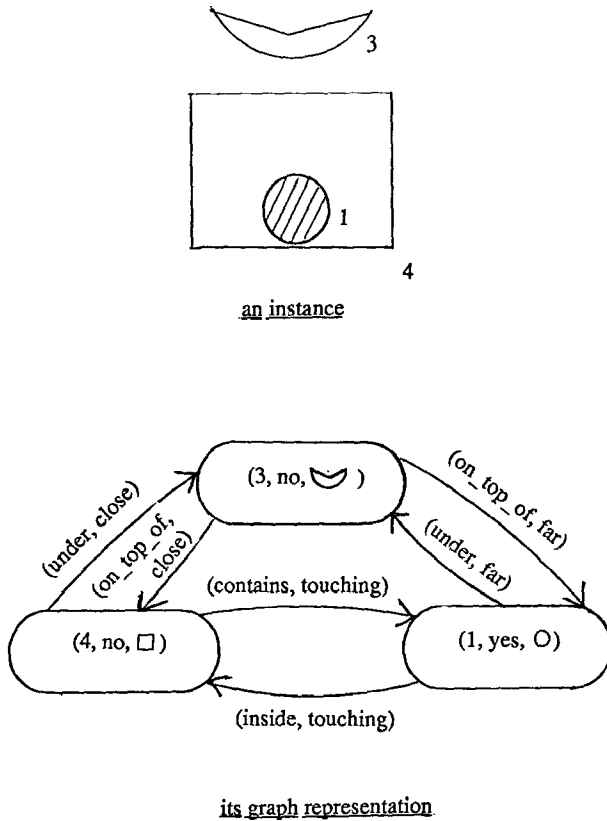 3
1
4
an instance
(3, no, )
(on_top_of, far)
(under, close)
(on_top_of,
close)
(under, far)
(contains, touching)
(4, no, □)
(1, yes, ○)
(inside, touching)
its graph representation